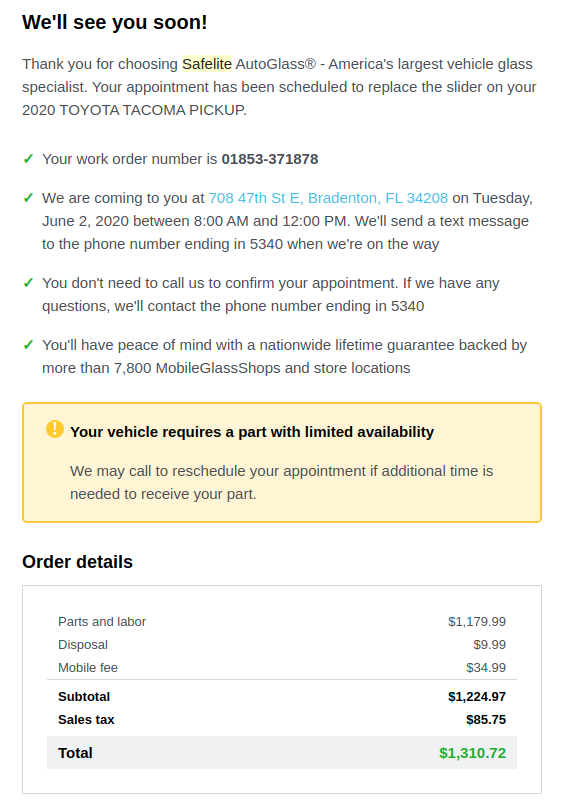 We'll see you soon!
Thank you for choosing Safelite AutoGlass® - America's largest vehicle glass
specialist. Your appointment has been scheduled to replace the slider on your
2020 TOYOTA TACOMA PICKUP.
✓ Your work order number is 01853-371878
✓ We are coming to you at 708 47th St E, Bradenton, FL 34208 on Tuesday,
June 2, 2020 between 8:00 AM and 12:00 PM. We'll send a text message
to the phone number ending in 5340 when we're on the way
✓ You don't need to call us to confirm your appointment. If we have any
questions, we'll contact the phone number ending in 5340
✓ You'll have peace of mind with a nationwide lifetime guarantee backed by
more than 7,800 MobileGlassShops and store locations
! Your vehicle requires a part with limited availability
We may call to reschedule your appointment if additional time is
needed to receive your part.
Order details
Parts and labor $1,179.99
Disposal $9.99
Mobile fee $34.99
Subtotal $1,224.97
Sales tax $85.75
Total $1,310.72